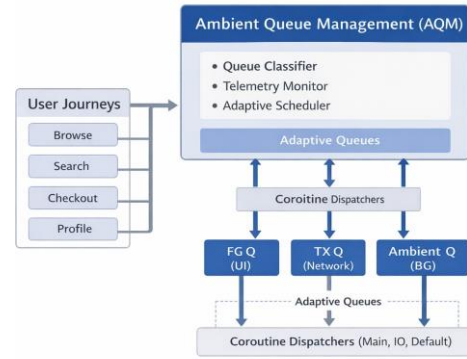 Ambient Queue Management (AQM)
• Queue Classifier
• Telemetry Monitor
• Adaptive Scheduler
Adaptive Queues
User Journeys
Browse
Search
Checkout
Profile
Coroitine Dispatchers
FG Q
(UI)
TX Q
(Network)
Ambient Q
(BG)
Adaptive Queues
Coroutine Dispatchers (Main, IO, Default)